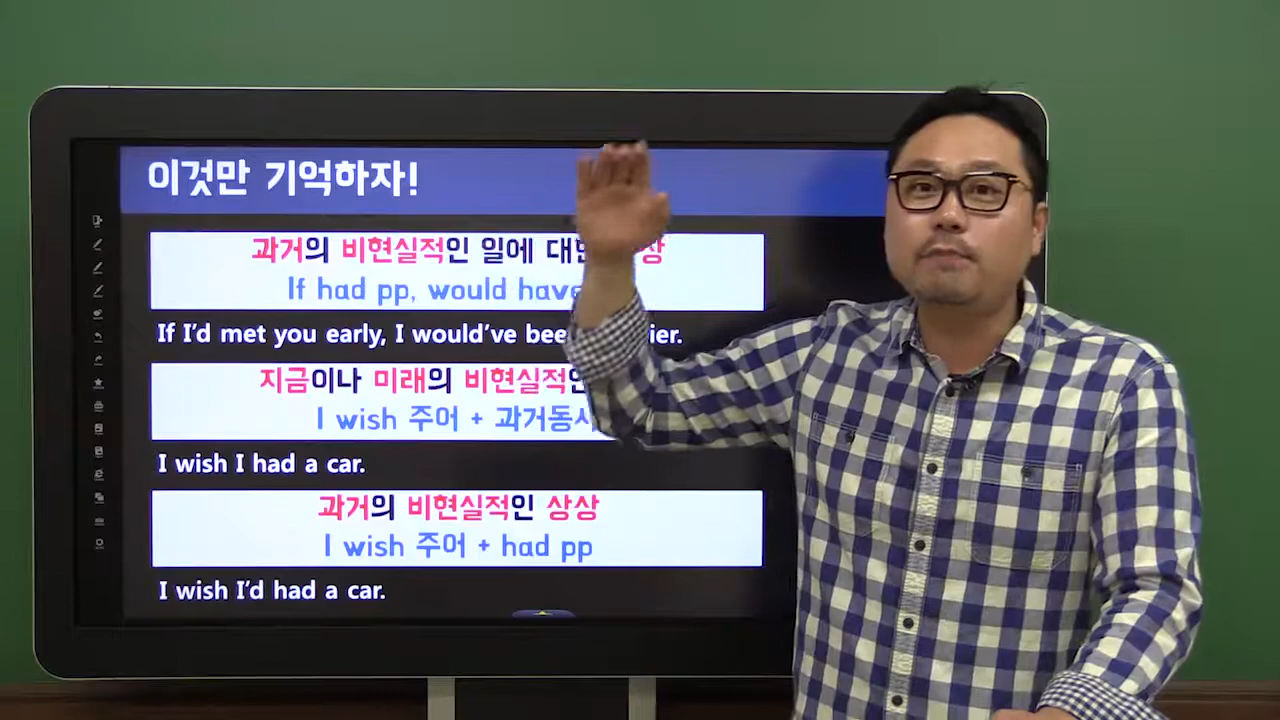 이것만 기억하자!
과거의 비현실적인 일에 대한
If had pp, would have
If I'd met you early, I would've
지금이나 미래의 비현실적인
I wish 주어 + 과거동사
I wish I had a car.
과거의 비현실적인 상상
I wish 주어 + had pp
I wish I'd had a car.